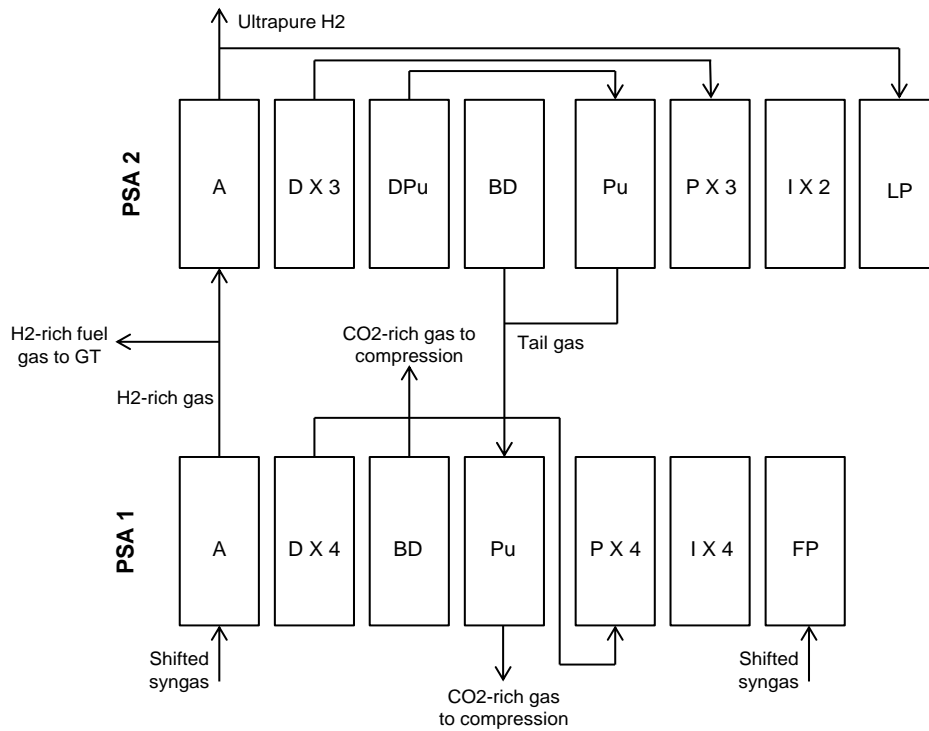 Ultrapure H2
PSA 2
A
D X 3
DPu
BD
Pu
P X 3
I X 2
LP
H2-rich fuel
gas to GT
CO2-rich gas to
compression
Tail gas
H2-rich gas
PSA 1
A
D X 4
BD
Pu
P X 4
I X 4
FP
Shifted
syngas
CO2-rich gas
to compression
Shifted
syngas